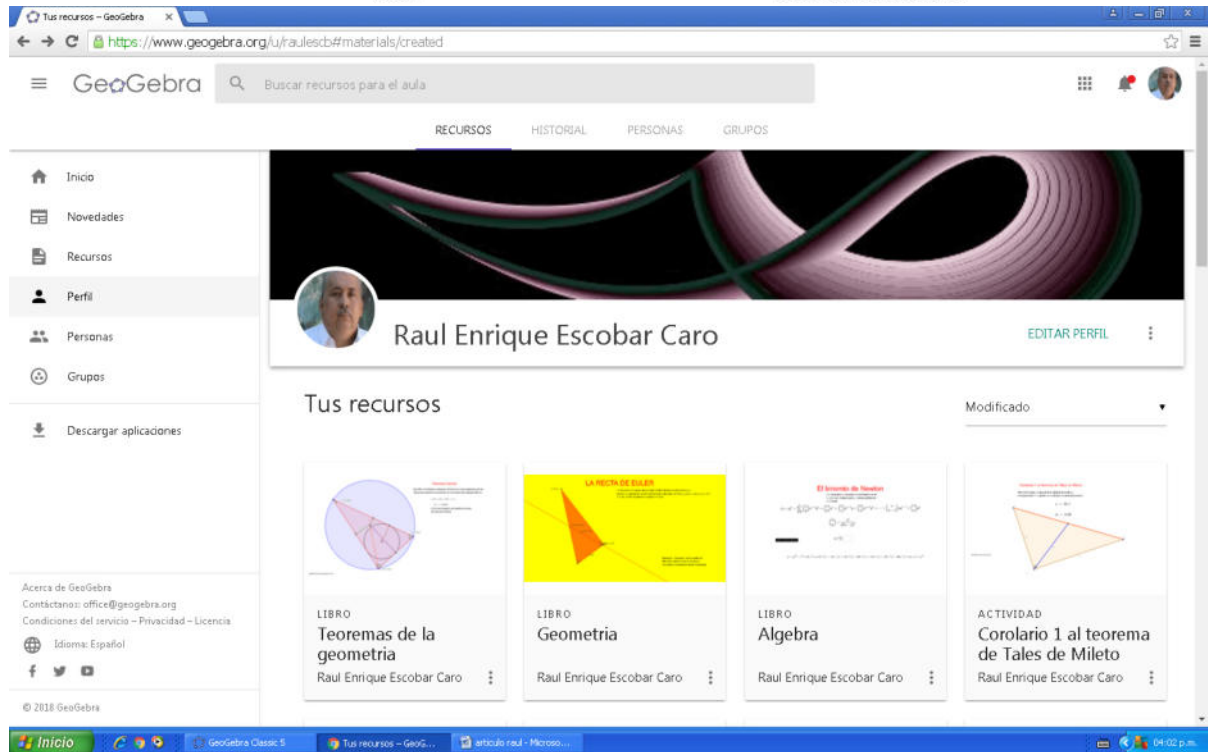 Tus recursos – GeoGebra
https://www.geogebra.org/u/raulescb#materials/created
GeoGebra
Buscar recursos para el aula
RECURSOS HISTORIAL PERSONAS GRUPOS
Inicio
Novedades
Recursos
Perfil
Personas
Grupos
Descargar aplicaciones
Acerca de GeoGebra
Contáctanos: office@geogebra.org
Condiciones del servicio – Privacidad – Licencia
Idioma: Español
© 2018 GeoGebra
Raul Enrique Escobar Caro
EDITAR PERFIL
Tus recursos
Modificado
LIBRO
Teoremas de la
geometria
Raul Enrique Escobar Caro
LA RECTA DE EULER
LIBRO
Geometria
Raul Enrique Escobar Caro
El binomio de Newton
LIBRO
Algebra
Raul Enrique Escobar Caro
ACTIVIDAD
Corolario 1 al teorema
de Tales de Mileto
Raul Enrique Escobar Caro
Inicio
GeoGebra Classic 5
Tus recursos – GeoG...
articulo raul - Microso...
04:02 p.m.